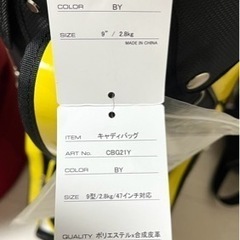 COLOR BY
SIZE 9" / 2.8kg
MADE IN CHINA
ITEM キャディバッグ
ART No. CBG21Y
COLOR BY
SIZE 9型/2.8kg/47インチ対応
QUALITY ポリエステル×合成皮革